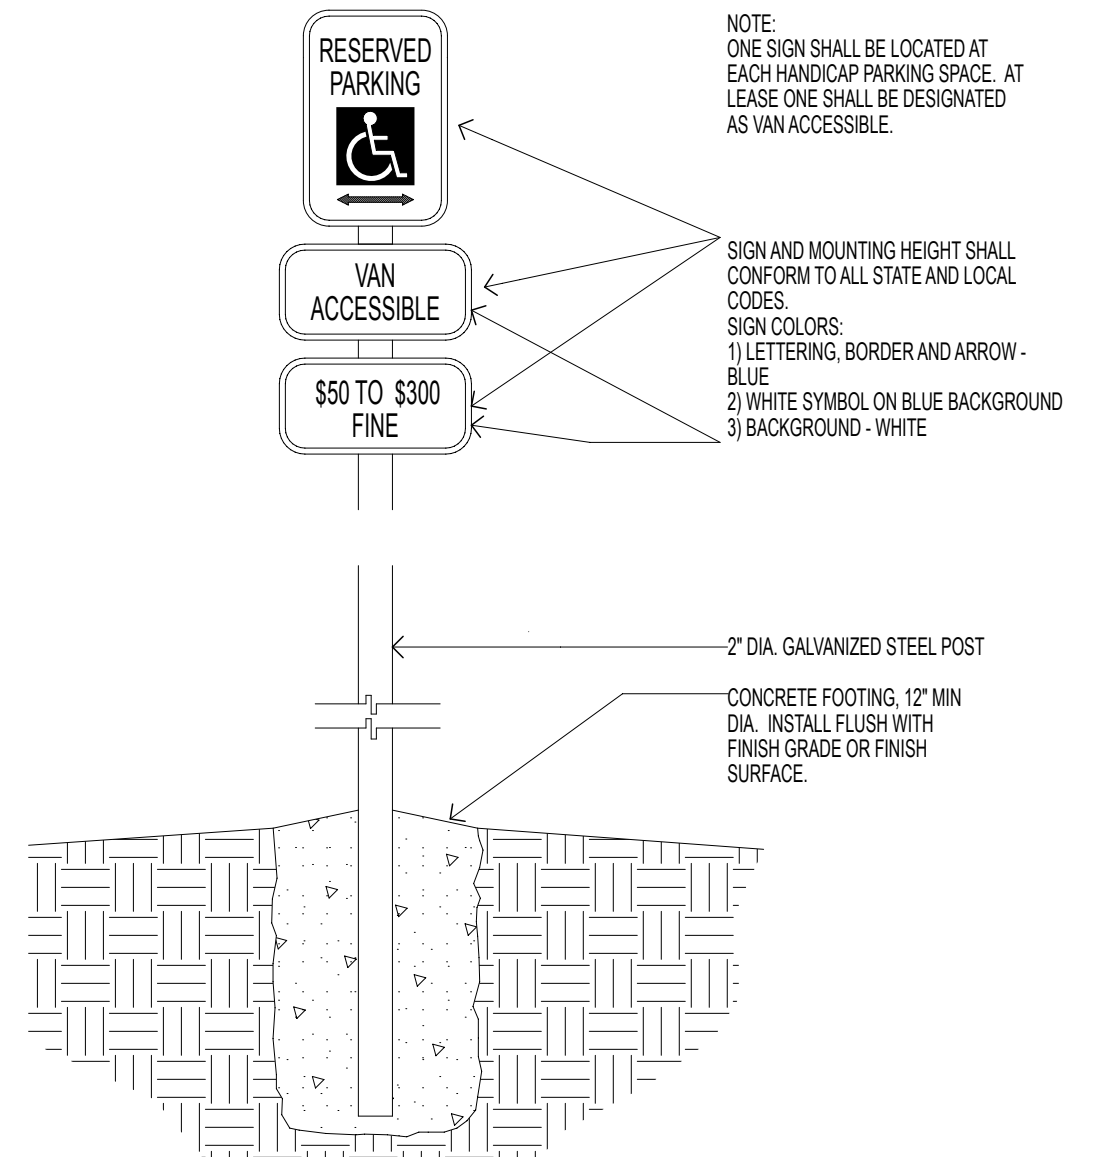 RESERVED
PARKING
VAN
ACCESSIBLE
$50 TO $300
FINE
NOTE:
ONE SIGN SHALL BE LOCATED AT
EACH HANDICAP PARKING SPACE. AT
LEASE ONE SHALL BE DESIGNATED
AS VAN ACCESSIBLE.
SIGN AND MOUNTING HEIGHT SHALL
CONFORM TO ALL STATE AND LOCAL
CODES.
SIGN COLORS:
1) LETTERING, BORDER AND ARROW -
BLUE
2) WHITE SYMBOL ON BLUE BACKGROUND
3) BACKGROUND - WHITE
2" DIA. GALVANIZED STEEL POST
CONCRETE FOOTING, 12" MIN
DIA. INSTALL FLUSH WITH
FINISH GRADE OR FINISH
SURFACE.